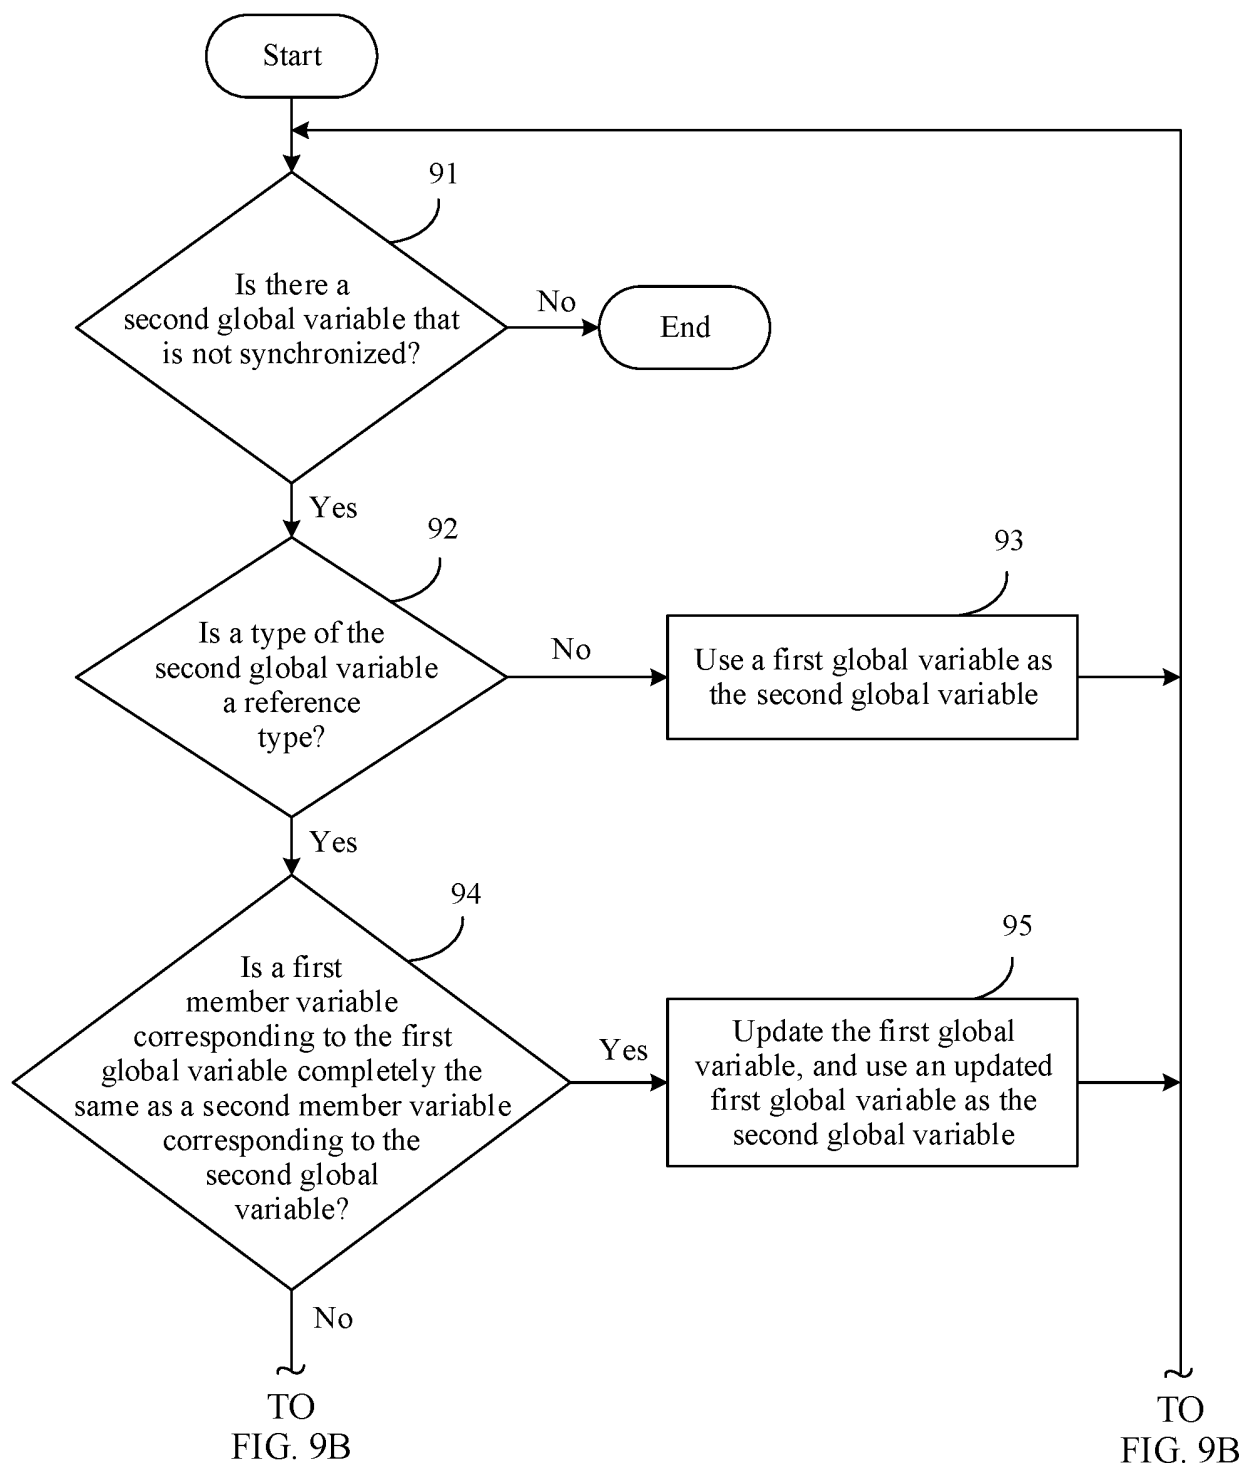 Start
91
Is there a
second global variable that
is not synchronized?
No
End
Yes
92
Is a type of the
second global variable
a reference
type?
No
93
Use a first global variable as
the second global variable
Yes
94
Is a first
member variable
corresponding to the first
global variable completely the
same as a second member variable
corresponding to the
second global
variable?
Yes
95
Update the first global
variable, and use an updated
first global variable as the
second global variable
No
TO
FIG. 9B
TO
FIG. 9B